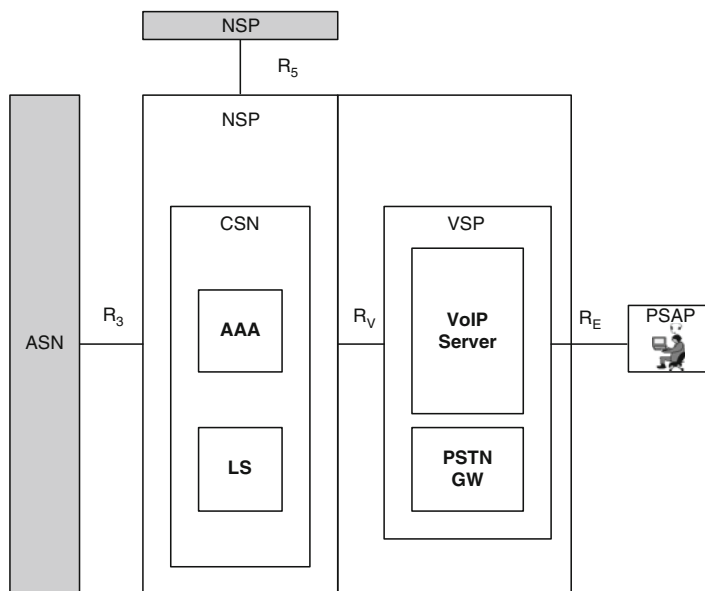 NSP
R5
NSP
CSN
VSP
R3
AAA
RV
VoIP
Server
RE
PSAP
ASN
LS
PSTN
GW